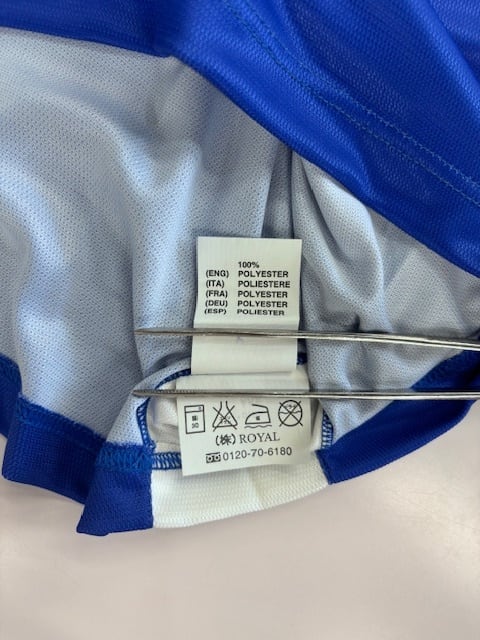 100%
(ENG) POLYESTER
(ITA) POLIESTERE
(FRA) POLYESTER
(DEU) POLYESTER
(ESP) POLIESTER
(株) ROYAL
0120-70-6180